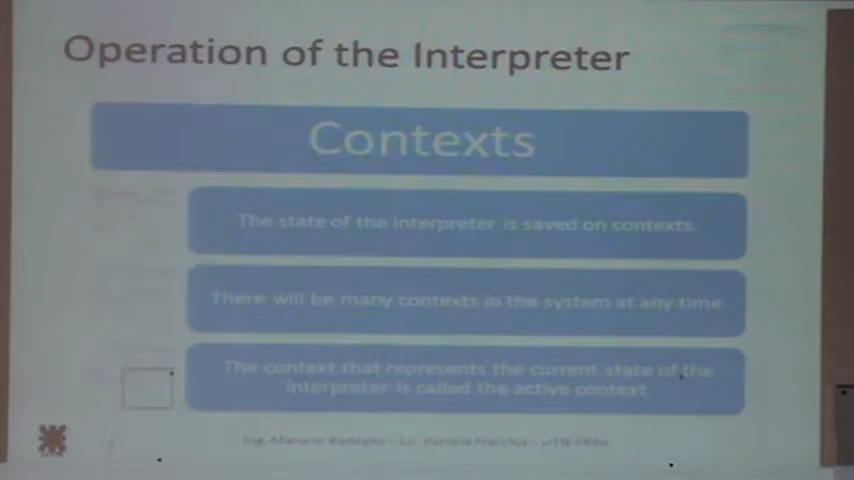 Operation of the Interpreter
Contexts
The state of the interpreter is saved on contexts.
There will be many contexts in the system at any time
The context that represents the current state of the
interpreter is called the active context
Ing. Mariano